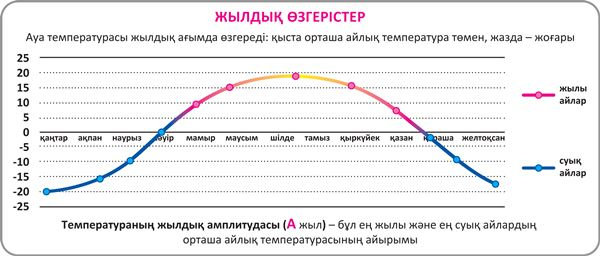 ЖЫЛДЫҚ ӨЗГЕРІСТЕР
Ауа температурасы жылдық ағымда өзгереді: қыста орташа айлық температура төмен, жазда – жоғары
25
20
15
10
5
0
-5
-15
-10
-20
-25
қаңтар ақпан наурыз сәуір мамыр маусым шілде тамыз қыркүйек қазан қараша желтоқсан
жылы
айлар
суық
айлар
Температураның жылдық амплитудасы (А жыл) – бұл ең жылы және ең суық айлардың
орташа айлық температурасының айырымы